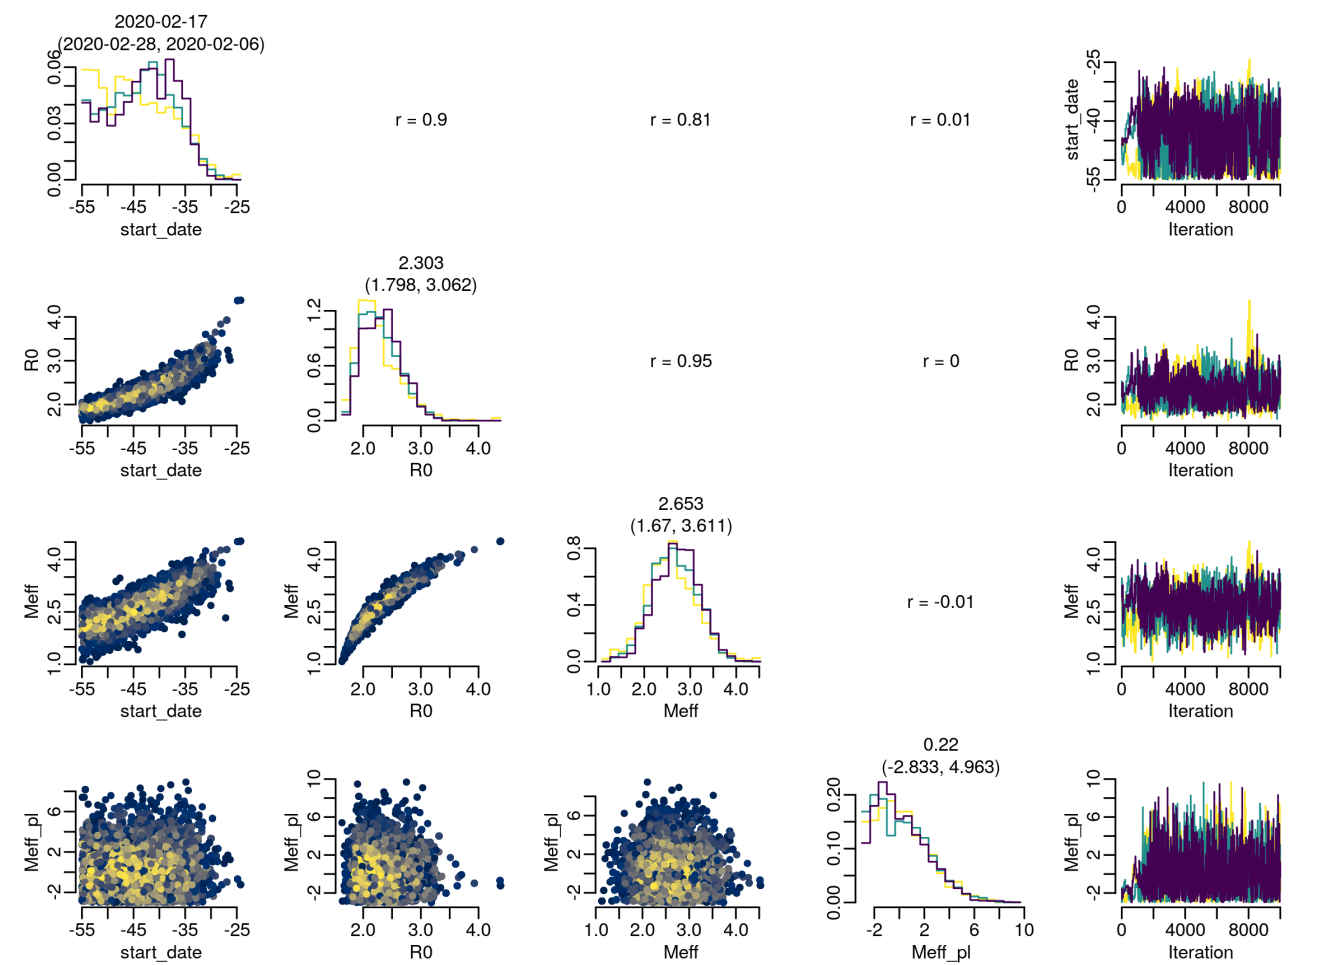 2020-02-17
(2020-02-28, 2020-02-06)
0.00 0.03 0.06
-55 -45 -35 -25
start_date
r = 0.9
r = 0.81
r = 0.01
start_date
-55 -40 -25
0 4000 8000
Iteration
R0
2.0 3.0 4.0
-55 -45 -35 -25
start_date
2.303
(1.798, 3.062)
0.0 0.6 1.2
2.0 3.0 4.0
R0
r = 0.95
r = 0
R0
2.0 3.0 4.0
0 4000 8000
Iteration
Meff
1.0 2.5 4.0
-55 -45 -35 -25
start_date
Meff
1.0 2.5 4.0
2.0 3.0 4.0
R0
2.653
(1.67, 3.611)
0.0 0.4 0.8
1.0 2.0 3.0 4.0
Meff
r = -0.01
Meff
1.0 2.5 4.0
0 4000 8000
Iteration
Meff_pl
-2 2 6
-55 -45 -35 -25
start_date
Meff_pl
-2 2 6 10
2.0 3.0 4.0
R0
Meff_pl
-2 2 6
1.0 2.0 3.0 4.0
Meff
0.22
(-2.833, 4.963)
0.00 0.10 0.20
-2 2 6 10
Meff_pl
Meff_pl
-2 2 6 10
0 4000 8000
Iteration